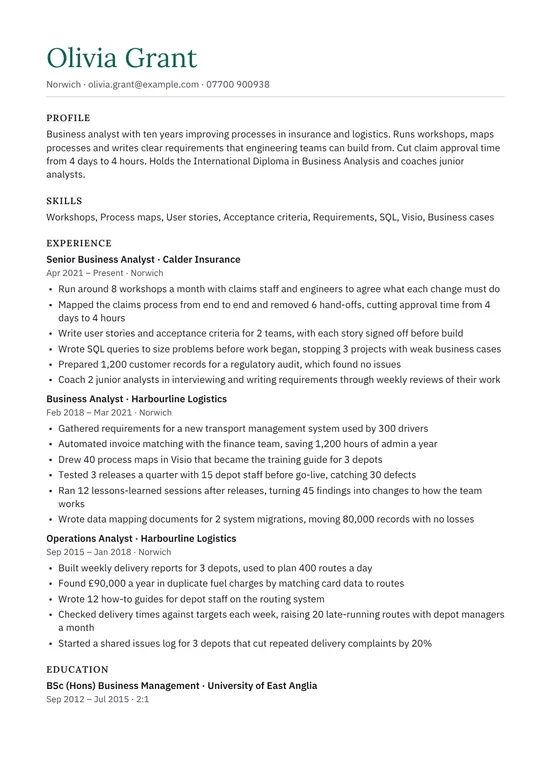 Olivia Grant
Norwich · olivia.grant@example.com · 07700 900938
PROFILE
Business analyst with ten years improving processes in insurance and logistics. Runs workshops, maps
processes and writes clear requirements that engineering teams can build from. Cut claim approval time
from 4 days to 4 hours. Holds the International Diploma in Business Analysis and coaches junior
analysts.
SKILLS
Workshops, Process maps, User stories, Acceptance criteria, Requirements, SQL, Visio, Business cases
EXPERIENCE
Senior Business Analyst · Calder Insurance
Apr 2021 – Present · Norwich
• Run around 8 workshops a month with claims staff and engineers to agree what each change must do
• Mapped the claims process from end to end and removed 6 hand-offs, cutting approval time from 4
days to 4 hours
• Write user stories and acceptance criteria for 2 teams, with each story signed off before build
• Wrote SQL queries to size problems before work began, stopping 3 projects with weak business cases
• Prepared 1,200 customer records for a regulatory audit, which found no issues
• Coach 2 junior analysts in interviewing and writing requirements through weekly reviews of their work
Business Analyst · Harbourline Logistics
Feb 2018 – Mar 2021 · Norwich
• Gathered requirements for a new transport management system used by 300 drivers
• Automated invoice matching with the finance team, saving 1,200 hours of admin a year
• Drew 40 process maps in Visio that became the training guide for 3 depots
• Tested 3 releases a quarter with 15 depot staff before go-live, catching 30 defects
• Ran 12 lessons-learned sessions after releases, turning 45 findings into changes to how the team
works
• Wrote data mapping documents for 2 system migrations, moving 80,000 records with no losses
Operations Analyst · Harbourline Logistics
Sep 2015 – Jan 2018 · Norwich
• Built weekly delivery reports for 3 depots, used to plan 400 routes a day
• Found £90,000 a year in duplicate fuel charges by matching card data to routes
• Wrote 12 how-to guides for depot staff on the routing system
• Checked delivery times against targets each week, raising 20 late-running routes with depot managers
a month
• Started a shared issues log for 3 depots that cut repeated delivery complaints by 20%
EDUCATION
BSc (Hons) Business Management · University of East Anglia
Sep 2012 – Jul 2015 · 2:1